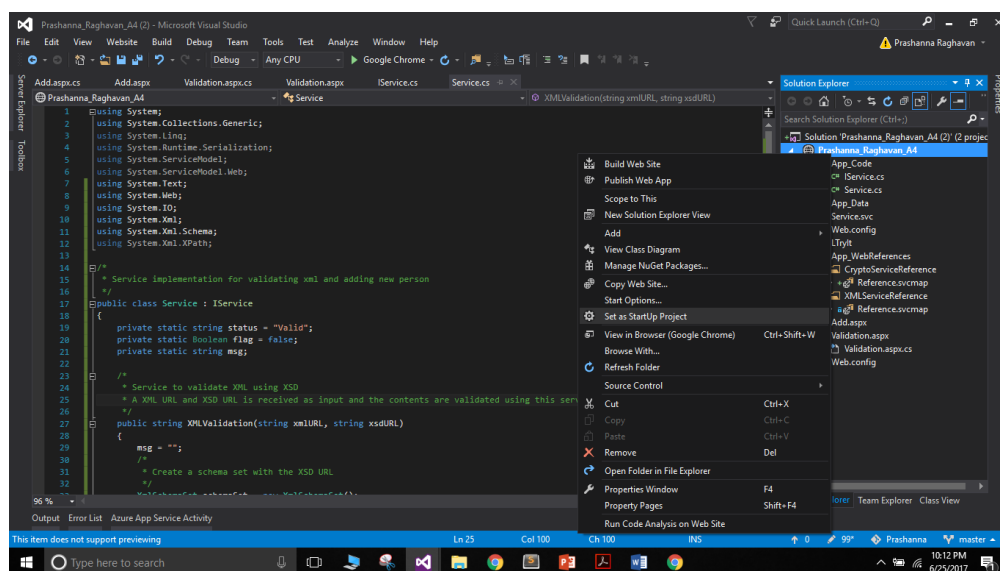 Prashanna_Raghavan_A4 (2) - Microsoft Visual Studio
Quick Launch (Ctrl+Q)
File Edit View Website Build Debug Team Tools Test Analyze Window Help
Prashanna Raghavan
Debug Any CPU Google Chrome
Server Explorer
Toolbox
Add.aspx.cs Add.aspx Validation.aspx.cs Validation.aspx IService.cs Service.cs
Prashanna_Raghavan_A4 Service XMLValidation(string xmlURL, string xsdURL)
1 using System;
2 using System.Collections.Generic;
3 using System.Linq;
4 using System.Runtime.Serialization;
5 using System.ServiceModel;
6 using System.ServiceModel.Web;
7 using System.Text;
8 using System.Web;
9 using System.IO;
10 using System.Xml;
11 using System.Xml.Schema;
12 using System.Xml.XPath;
13
14 /*
15 * Service implementation for validating xml and adding new person
16 */
17 public class Service : IService
18 {
19 private static string status = "Valid";
20 private static Boolean flag = false;
21 private static string msg;
22
23 /*
24 * Service to validate XML using XSD
25 * A XML URL and XSD URL is received as input and the contents are validated using this ser
26 */
27 public string XMLValidation(string xmlURL, string xsdURL)
28 {
29 msg = "";
30 /*
31 * Create a schema set with the XSD URL
32 */
96 %
Build Web Site
Publish Web App
Scope to This
New Solution Explorer View
Add
View Class Diagram
Manage NuGet Packages...
Copy Web Site...
Start Options...
Set as StartUp Project
View in Browser (Google Chrome) Ctrl+Shift+W
Browse With...
Refresh Folder
Source Control
Cut Ctrl+X
Copy Ctrl+C
Paste Ctrl+V
Remove Del
Open Folder in File Explorer
Properties Window F4
Property Pages Shift+F4
Run Code Analysis on Web Site
Solution Explorer
Search Solution Explorer (Ctrl+;)
Solution 'Prashanna_Raghavan_A4 (2)' (2 projec
Prashanna_Raghavan_A4
App_Code
C# IService.cs
C# Service.cs
App_Data
Service.svc
Web.config
LTryIt
App_WebReferences
CryptoServiceReference
Reference.svcmap
XMLServiceReference
Reference.svcmap
Add.aspx
Validation.aspx
Validation.aspx.cs
Web.config
Properties
lorer Team Explorer Class View
Output Error List Azure App Service Activity
This item does not support previewing Ln 25 Col 100 Ch 100 INS 0 99* Prashanna master
Type here to search
10:12 PM
6/25/2017